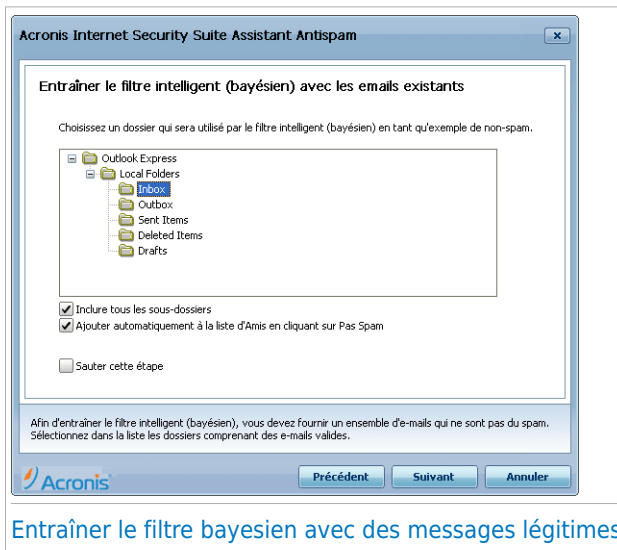 Acronis Internet Security Suite Assistant Antispam
Entraîner le filtre intelligent (bayésien) avec les emails existants
Choisissez un dossier qui sera utilisé par le filtre intelligent (bayésien) en tant qu'exemple de non-spam.
Outlook Express
Local Folders
Inbox
Outbox
Sent Items
Deleted Items
Drafts
Inclure tous les sous-dossiers
Ajouter automatiquement à la liste d'Amis en cliquant sur Pas Spam
Sauter cette étape
Afin d'entraîner le filtre intelligent (bayésien), vous devez fournir un ensemble d'e-mails qui ne sont pas du spam.
Sélectionnez dans la liste les dossiers comprenant des e-mails valides.
Acronis Précédent Suivant Annuler
Entraîner le filtre bayesien avec des messages légitimes